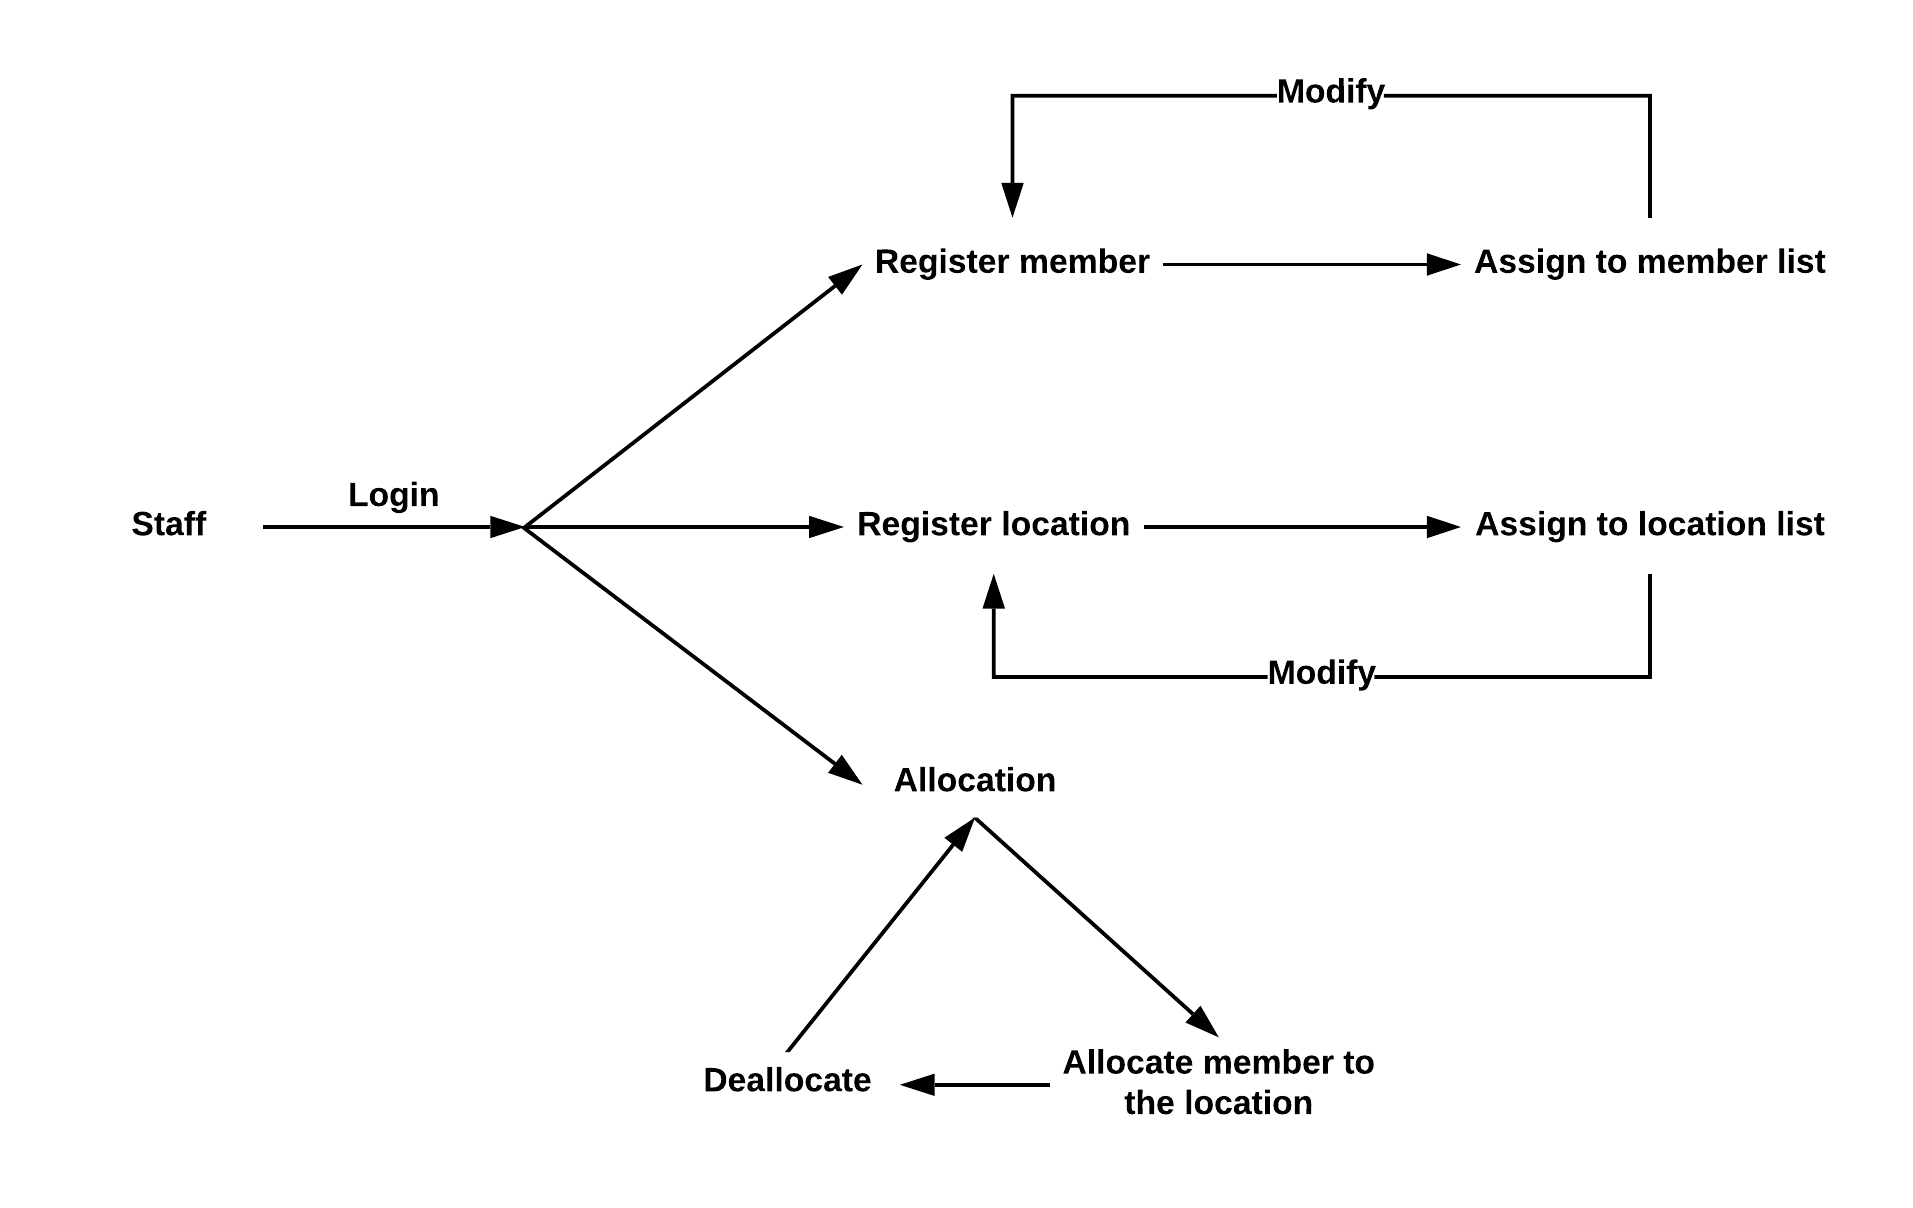 Modify
Register member
Assign to member list
Login
Staff
Register location
Assign to location list
Modify
Allocation
Deallocate
Allocate member to
the location